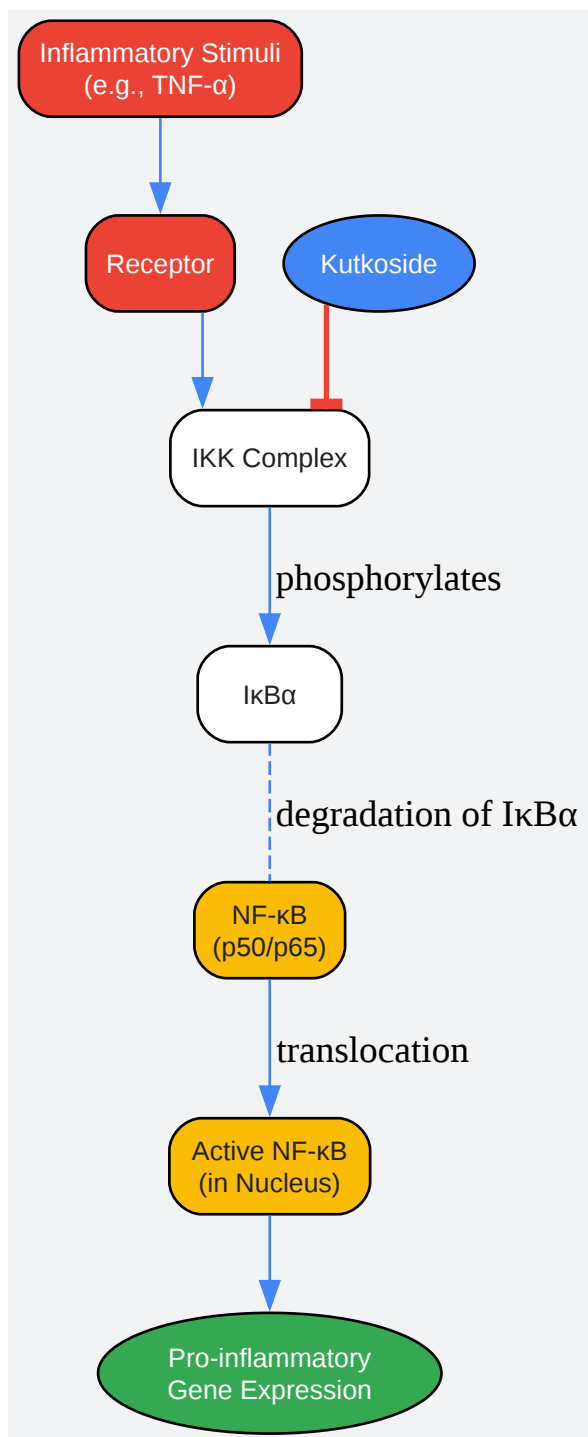 Inflammatory Stimuli
(e.g., TNF-α)
Receptor
Kutkoside
IKK Complex
phosphorylates
IκBα
degradation of IκBα
NF-κB
(p50/p65)
translocation
Active NF-κB
(in Nucleus)
Pro-inflammatory
Gene Expression